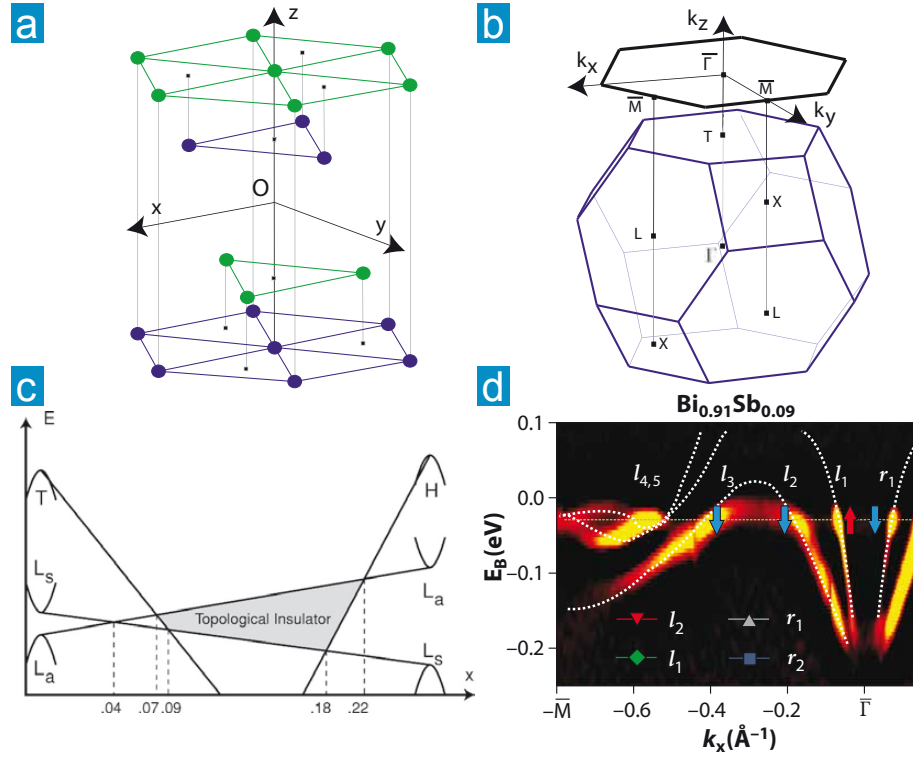 a
z
O
x
y
b
k_z
Γ̅
k_x
M̅
M̅
k_y
T
X
L
Γ
L
X
c
E
T
H
L_s
L_a
Topological Insulator
L_a
L_s
x
.04
.07
.09
.18
.22
d
Bi_0.91Sb_0.09
0.1
0.0
−0.1
−0.2
E_B(eV)
l_4,5
l_3
l_2
l_1
r_1
l_2
r_1
l_1
r_2
−M̅
−0.6
−0.4
−0.2
Γ̅
k_x(Å⁻¹)